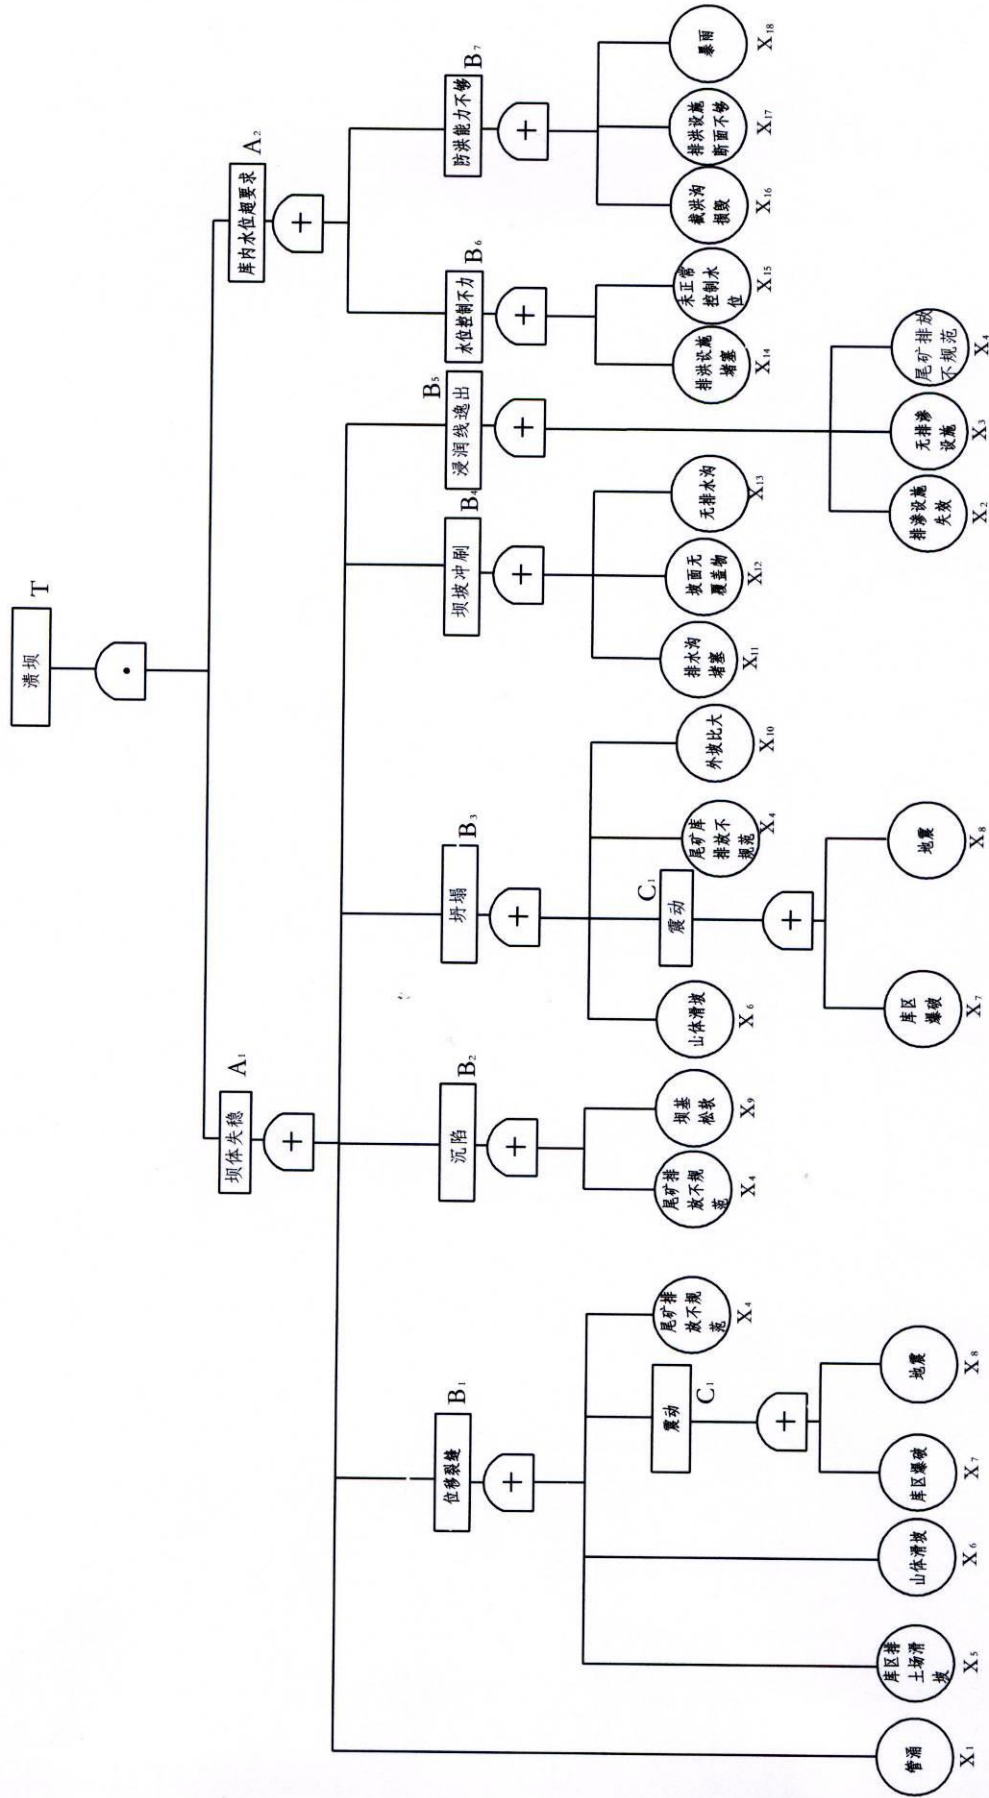 溃坝
T
坝体失稳
A1
库内水位超要求
A2
位移裂缝
B1
沉陷
B2
坍塌
B3
坝坡冲刷
B4
浸润线逸出
B5
水位控制不力
B6
防洪能力不够
B7
管涌
X1
库区排
土场滑
坡
X5
山体滑坡
X6
震动
C1
库区爆破
X7
地震
X8
尾矿排
放不规
范
X4
尾矿排
放不规
范
X4
坝基
松软
X9
山体滑坡
X6
震动
C1
库区
爆破
X7
地震
X8
尾矿库
排放不
规范
X4
外坡比大
X10
排水沟
堵塞
X11
坡面无
覆盖物
X12
无排水沟
X13
排渗设施
失效
X2
无排渗
设施
X3
尾矿排放
不规范
X4
排洪设施
堵塞
X14
未正常
控制水
位
X15
截洪沟
损毁
X16
排洪设施
断面不够
X17
暴雨
X18